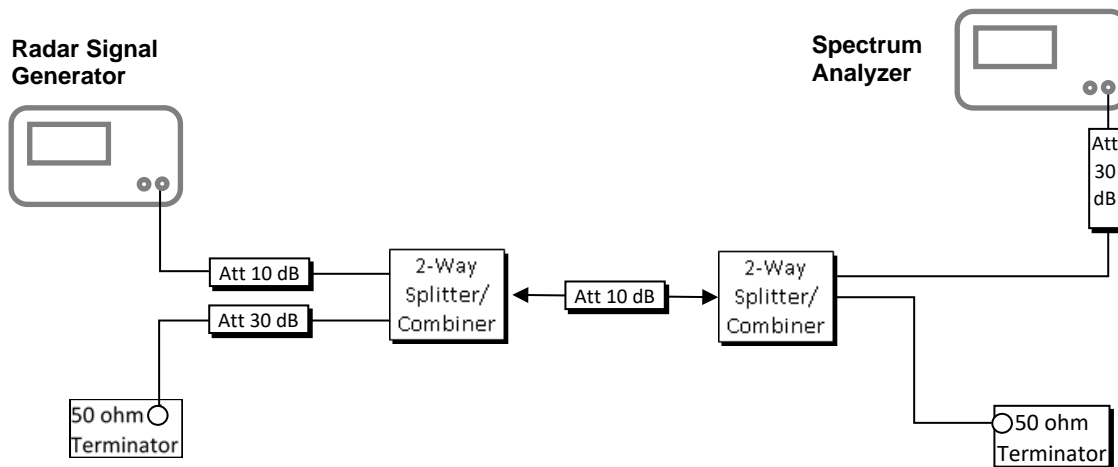 Radar Signal
Generator
Spectrum
Analyzer
Att
30
dB
Att 10 dB
Att 30 dB
2-Way
Splitter/
Combiner
Att 10 dB
2-Way
Splitter/
Combiner
50 ohm
Terminator
50 ohm
Terminator